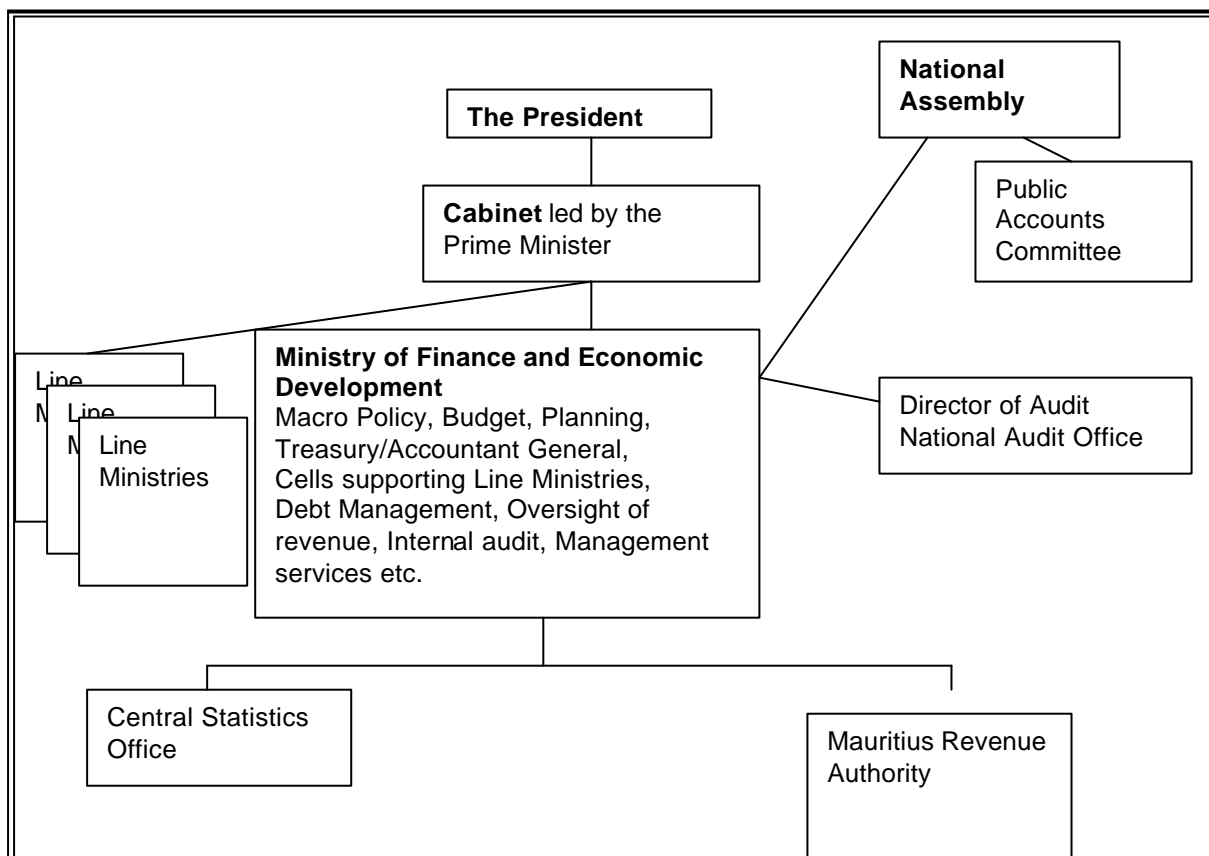 National
Assembly
The President
Public
Accounts
Committee
Cabinet led by the
Prime Minister
Ministry of Finance and Economic
Development
Macro Policy, Budget, Planning,
Treasury/Accountant General,
Cells supporting Line Ministries,
Debt Management, Oversight of
revenue, Internal audit, Management
services etc.
Line
M
Line
M
Line
Ministries
Director of Audit
National Audit Office
Central Statistics
Office
Mauritius Revenue
Authority